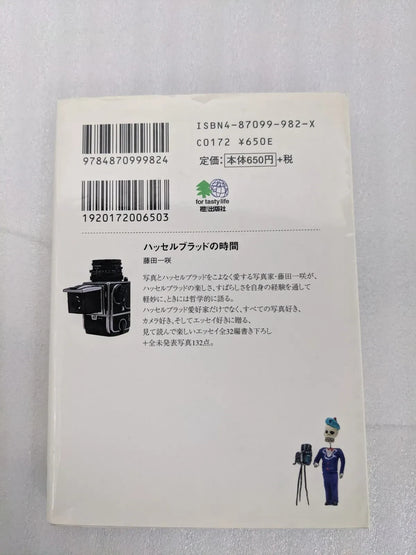 ISBN4-87099-982-X
C0172 ¥650E
定価:本体650円+税
9784870999824
1920172006503
for tasty life
枻出版社
ハッセルブラッドの時間
藤田一咲
写真とハッセルブラッドをこよなく愛する写真家・藤田一咲が、
ハッセルブラッドの楽しさ、すばらしさを自身の経験を通して
軽妙に、ときには哲学的に語る。
ハッセルブラッド愛好家だけでなく、すべての写真好き、
カメラ好き、そしてエッセイ好きに贈る、
見て読んで楽しいエッセイ全32編書き下ろし
+全未発表写真132点。